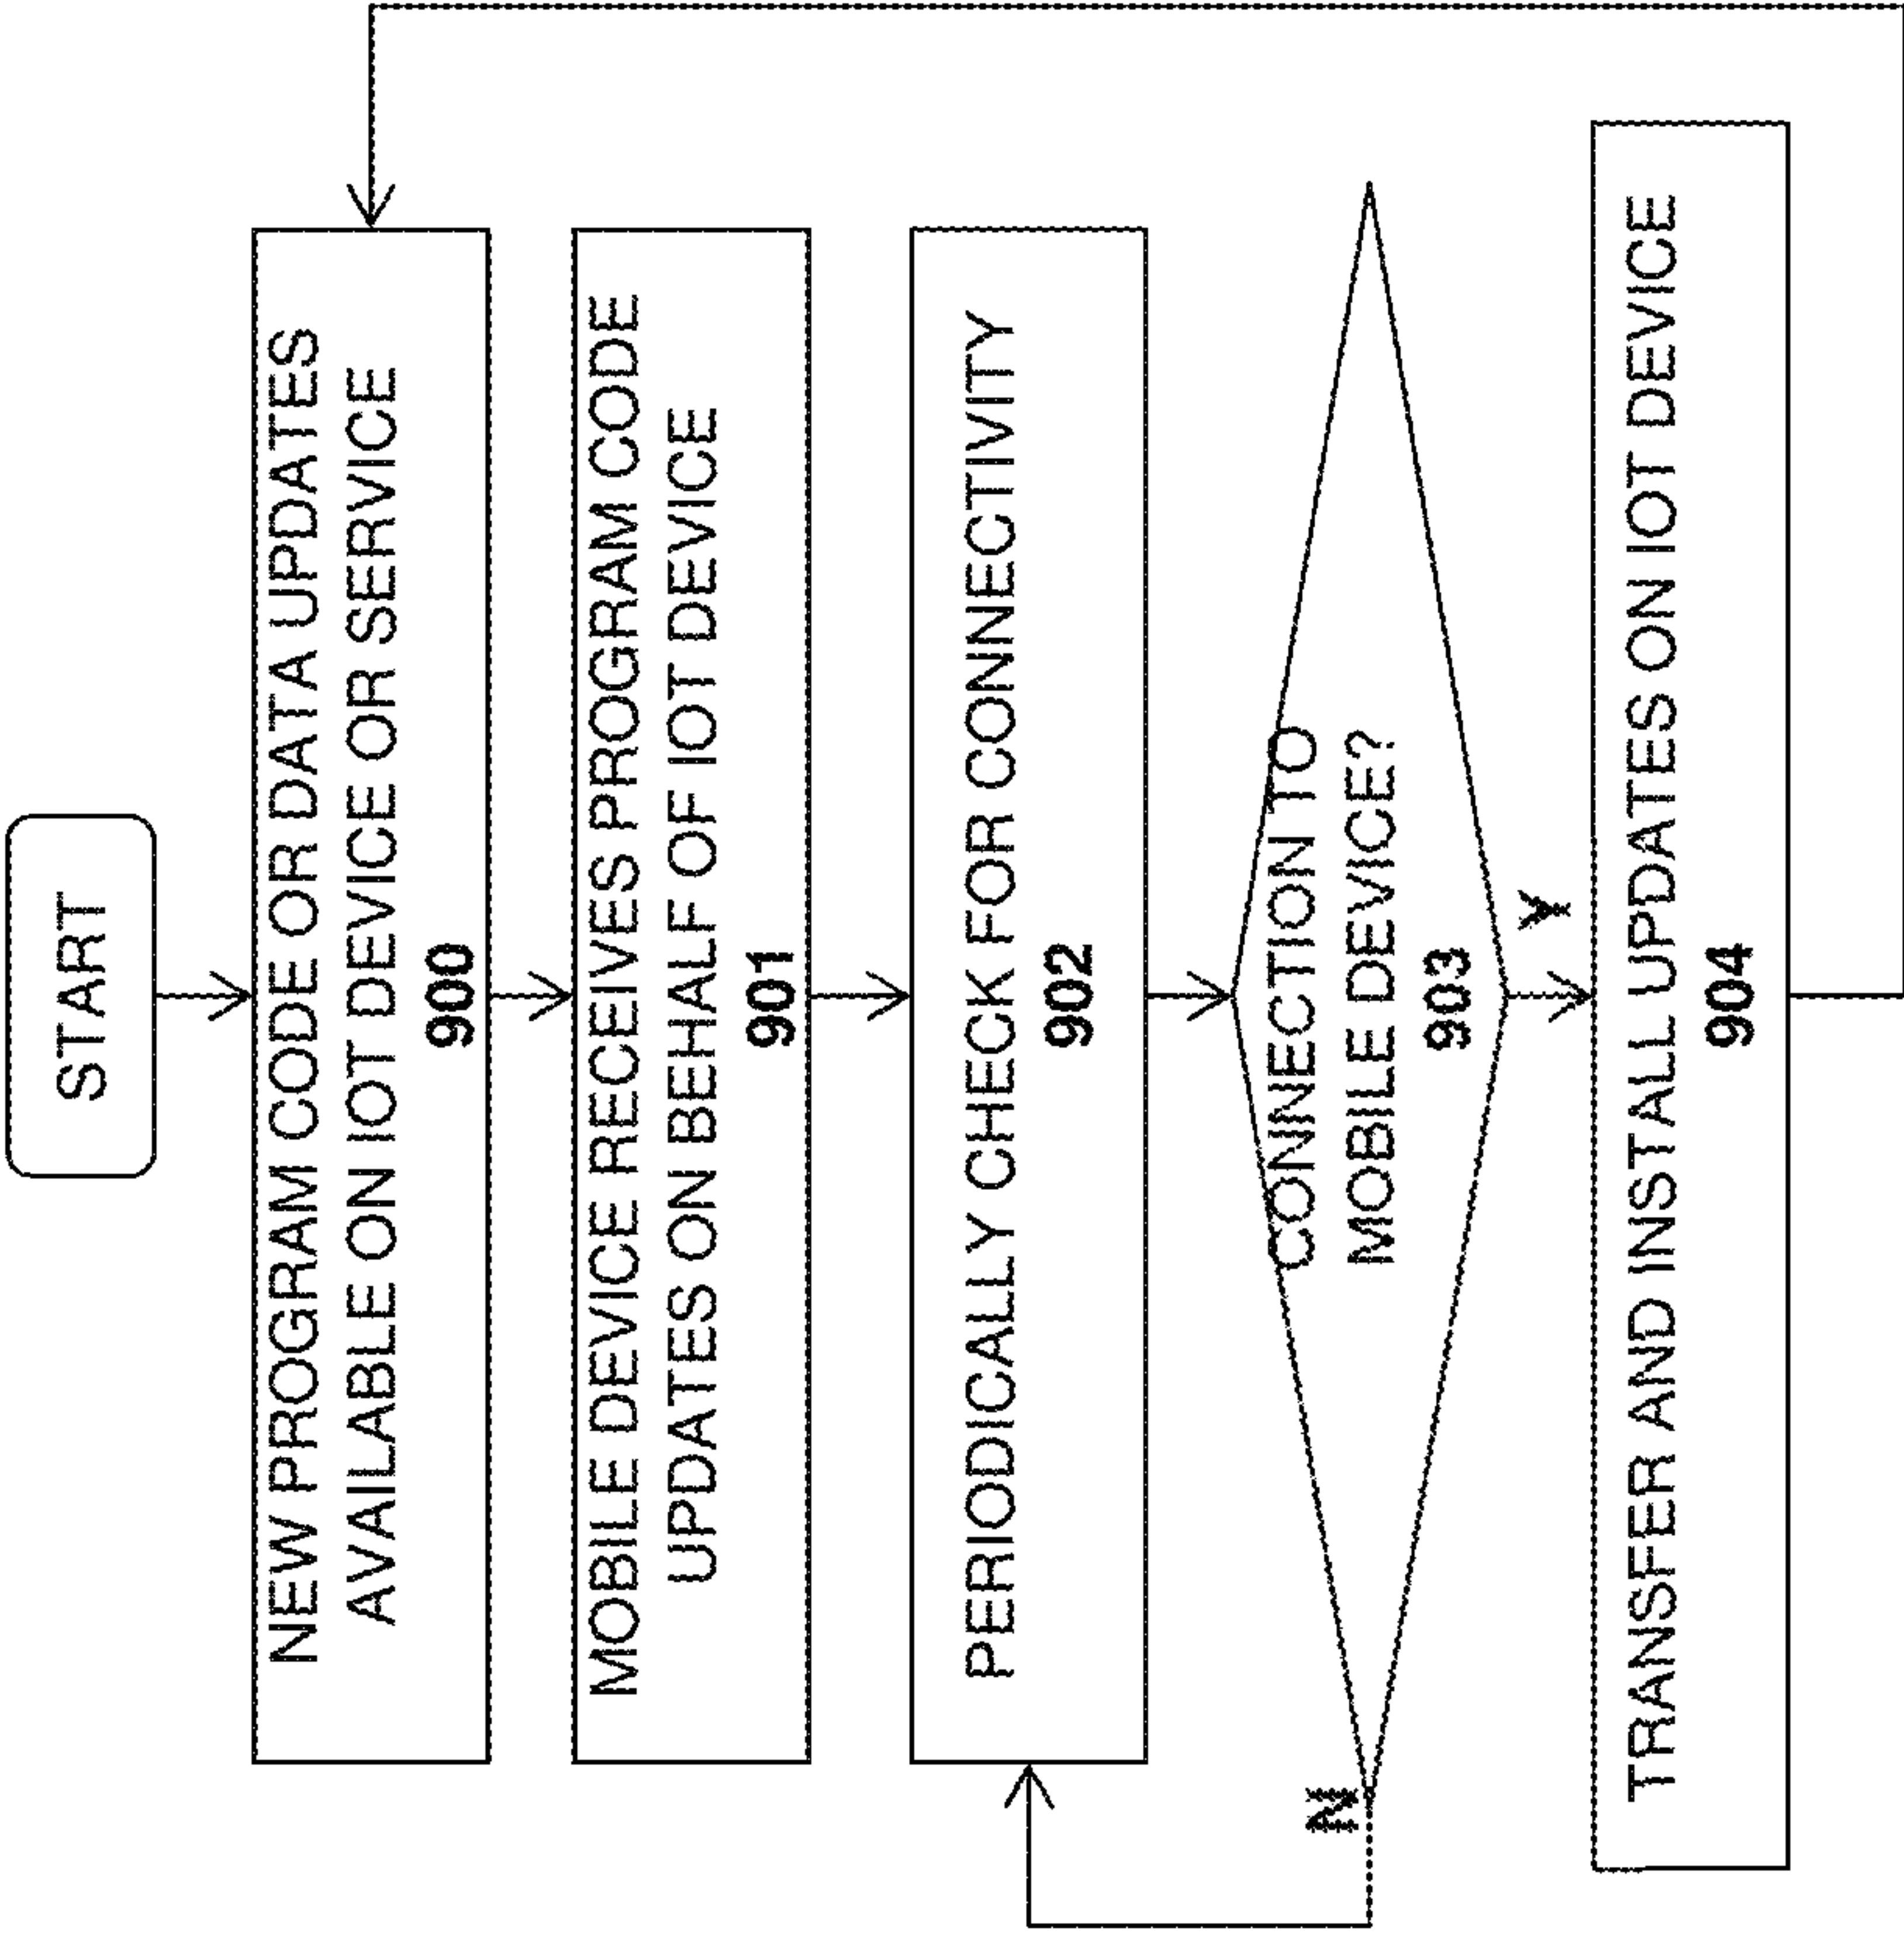 START
NEW PROGRAM CODE OR DATA UPDATES
AVAILABLE ON IOT DEVICE OR SERVICE
900
MOBILE DEVICE RECEIVES PROGRAM CODE
UPDATES ON BEHALF OF IOT DEVICE
901
PERIODICALLY CHECK FOR CONNECTIVITY
902
CONNECTION TO
MOBILE DEVICE?
903
N
Y
TRANSFER AND INSTALL UPDATES ON IOT DEVICE
904